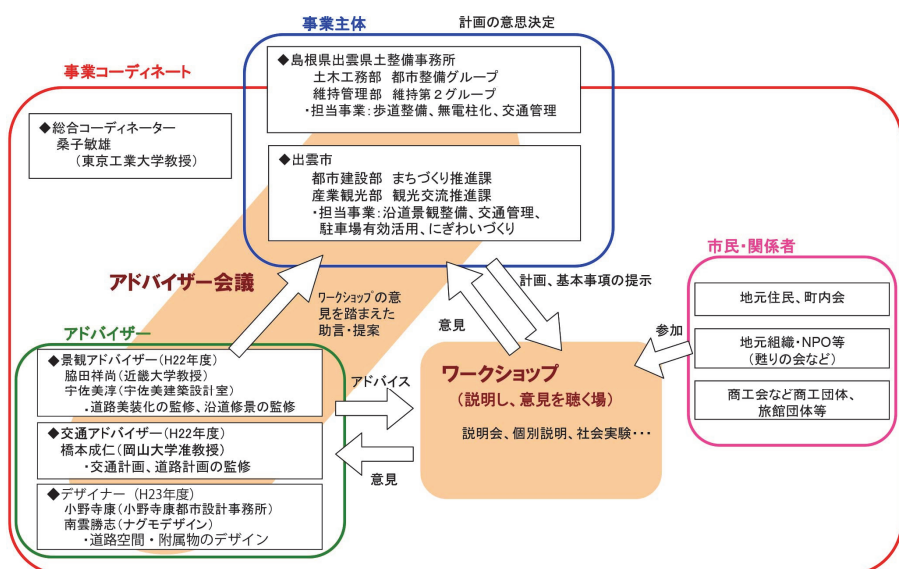 事業主体
計画の意思決定
◆島根県出雲県土整備事務所
土木工務部 都市整備グループ
維持管理部 維持第2グループ
・担当事業:歩道整備、無電柱化、交通管理
事業コーディネート
◆総合コーディネーター
桑子敏雄
(東京工業大学教授)
◆出雲市
都市建設部 まちづくり推進課
産業観光部 観光交流推進課
・担当事業:沿道景観整備、交通管理、
駐車場有効活用、にぎわいづくり
アドバイザー会議
ワークショップの意
見を踏まえた
助言・提案
意見
計画、基本事項の提示
市民・関係者
地元住民、町内会
地元組織・NPO等
(甦りの会など)
商工会など商工団体、
旅館団体等
参加
アドバイザー
◆景観アドバイザー(H22年度)
脇田祥尚(近畿大学教授)
宇佐美淳(宇佐美建築設計室)
・道路美装化の監修、沿道修景の監修
◆交通アドバイザー(H22年度)
橋本成仁(岡山大学准教授)
・交通計画、道路計画の監修
◆デザイナー(H23年度)
小野寺康(小野寺康都市設計事務所)
南雲勝志(ナグモデザイン)
・道路空間・附属物のデザイン
アドバイス
意見
ワークショップ
(説明し、意見を聴く場)
説明会、個別説明、社会実験・・・